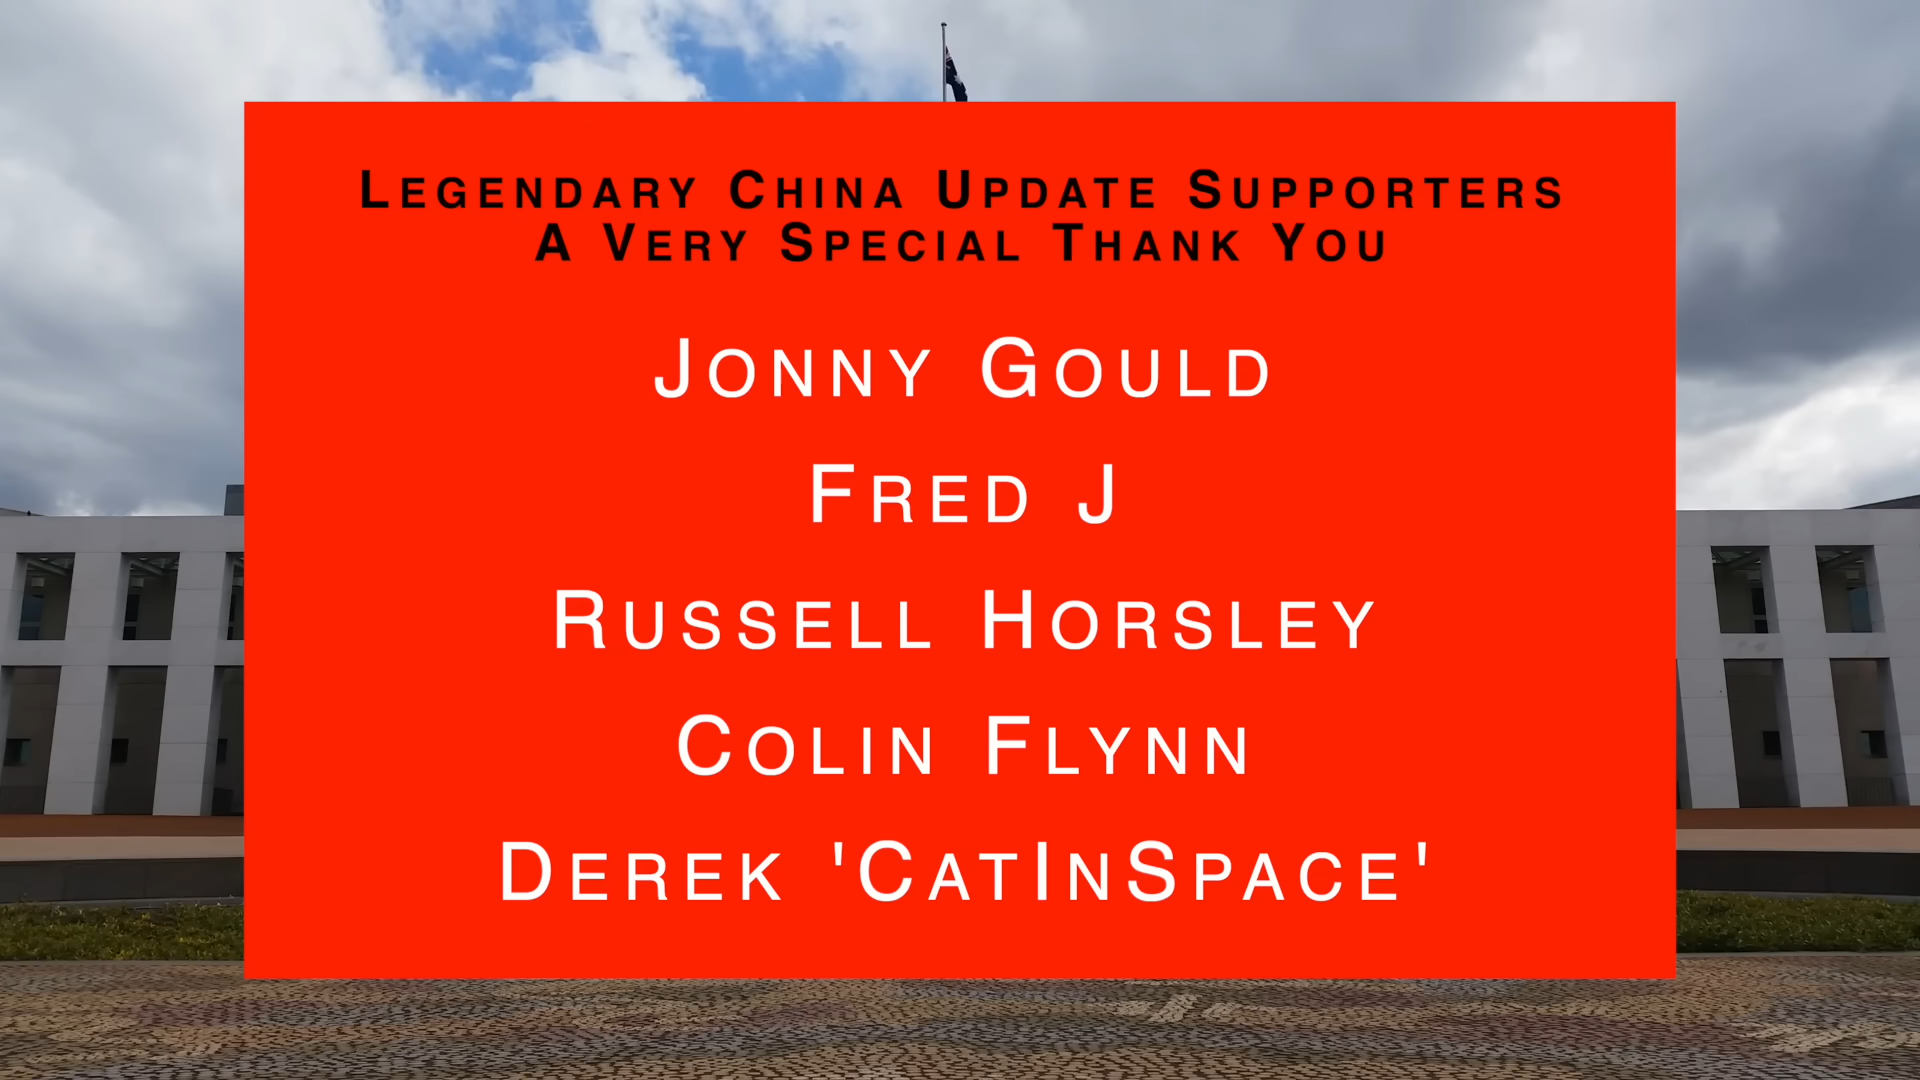 Legendary China Update Supporters
A Very Special Thank You
Jonny Gould
Fred J
Russell Horsley
Colin Flynn
Derek 'CatInSpace'